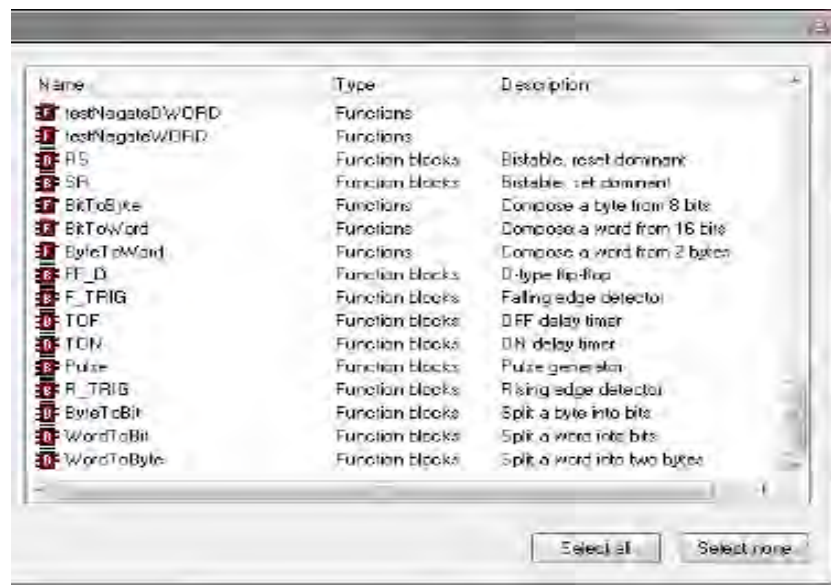 Name Type Description
testNegateDWORD Functions
testNegateWORD Functions
RS Function blocks Bistable, reset dominant
SR Function blocks Bistable, set dominant
BitToByte Functions Compose a byte from 8 bits
BitToWord Functions Compose a word from 16 bits
ByteToWord Functions Compose a word from 2 bytes
FF_D Function blocks D-type flip-flop
F_TRIG Function blocks Falling edge detector
TOF Function blocks OFF delay timer
TON Function blocks ON delay timer
Pulse Function blocks Pulse generator
R_TRIG Function blocks Rising edge detector
ByteToBit Function blocks Split a byte into bits
WordToBit Function blocks Split a word into bits
WordToByte Function blocks Split a word into two bytes
Select all Select none